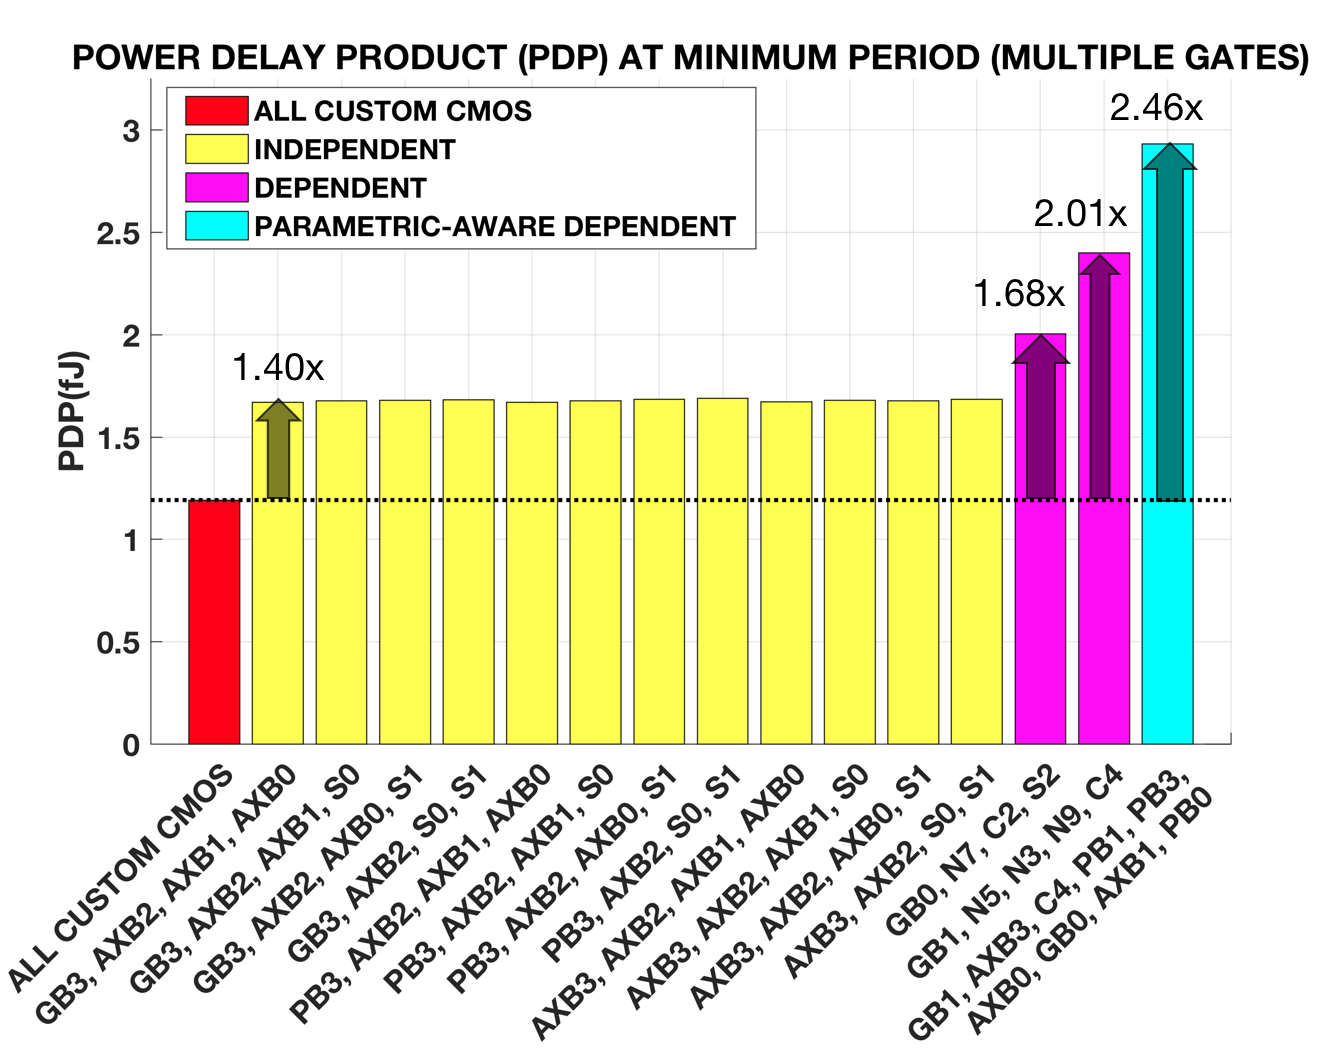 POWER DELAY PRODUCT (PDP) AT MINIMUM PERIOD (MULTIPLE GATES)
ALL CUSTOM CMOS
INDEPENDENT
DEPENDENT
PARAMETRIC-AWARE DEPENDENT
2.46x
2.01x
1.68x
1.40x
PDP(fJ)
3
2.5
2
1.5
1
0.5
0
ALL CUSTOM CMOS
GB3, AXB2, AXB1, AXB0
GB3, AXB2, AXB1, S0
GB3, AXB2, AXB0, S1
GB3, AXB2, S0, S1
PB3, AXB2, AXB1, AXB0
PB3, AXB2, AXB1, S0
PB3, AXB2, AXB0, S1
PB3, AXB2, S0, S1
AXB3, AXB2, AXB1, AXB0
AXB3, AXB2, AXB1, S0
AXB3, AXB2, AXB0, S1
AXB3, AXB2, S0, S1
GB0, N7, C2, S2
GB1, N5, N3, N9, C4
GB1, AXB3, C4, PB1, PB3,
AXB0, GB0, AXB1, PB0